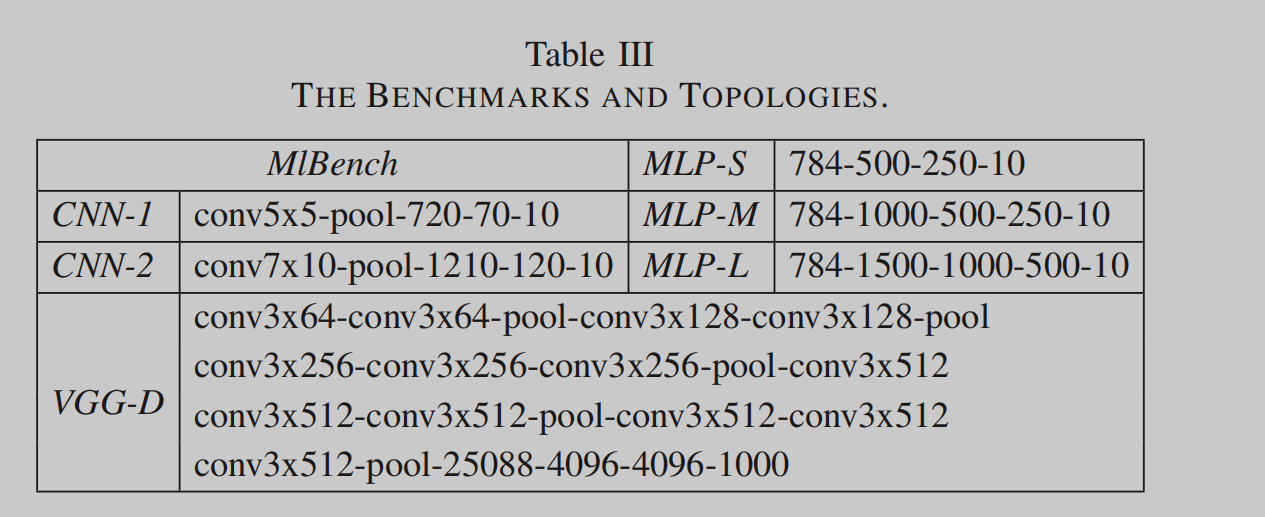 Table III
THE BENCHMARKS AND TOPOLOGIES.
MlBench MLP-S 784-500-250-10
CNN-1 conv5x5-pool-720-70-10 MLP-M 784-1000-500-250-10
CNN-2 conv7x10-pool-1210-120-10 MLP-L 784-1500-1000-500-10
VGG-D
conv3x64-conv3x64-pool-conv3x128-conv3x128-pool
conv3x256-conv3x256-conv3x256-pool-conv3x512
conv3x512-conv3x512-pool-conv3x512-conv3x512
conv3x512-pool-25088-4096-4096-1000